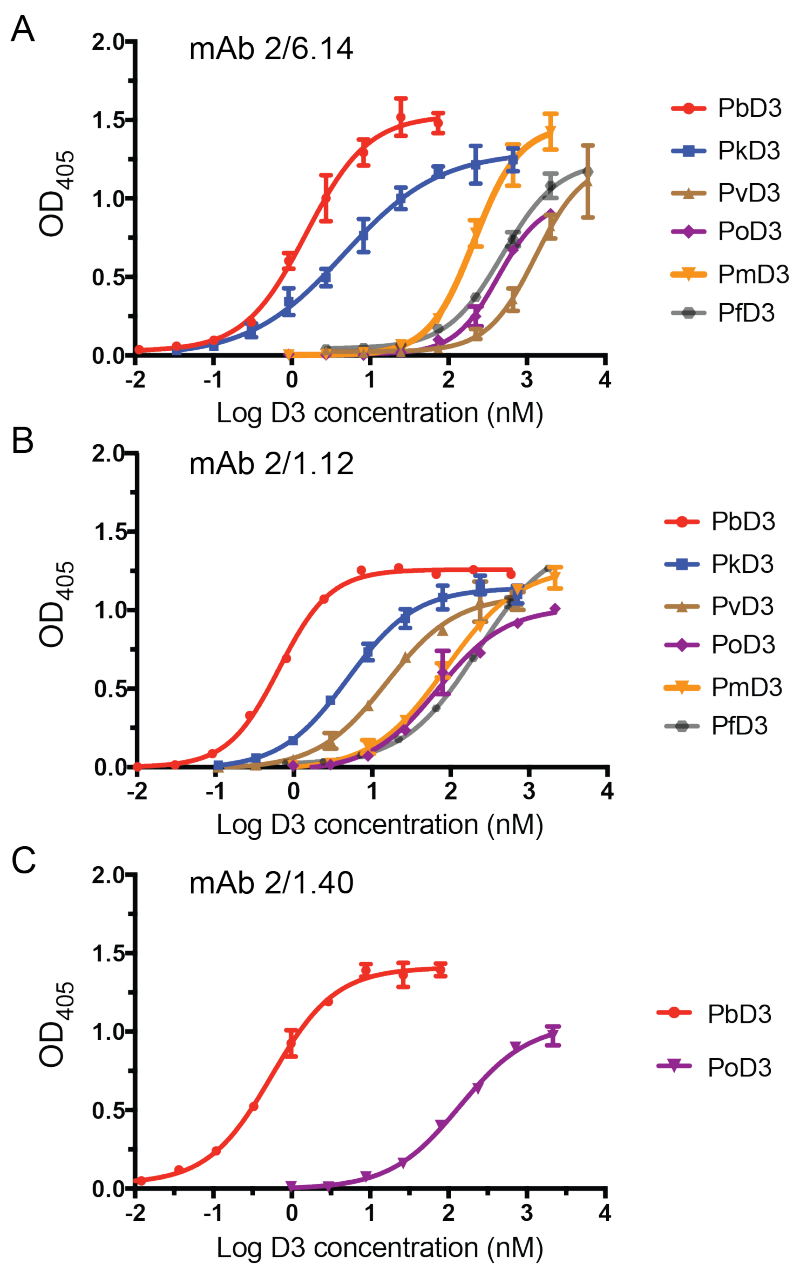 A
mAb 2/6.14
2.0
1.5
1.0
0.5
0.0
OD405
-2 -1 0 1 2 3 4
Log D3 concentration (nM)
PbD3
PkD3
PvD3
PoD3
PmD3
PfD3
B
mAb 2/1.12
2.0
1.5
1.0
0.5
0.0
OD405
-2 -1 0 1 2 3 4
Log D3 concentration (nM)
PbD3
PkD3
PvD3
PoD3
PmD3
PfD3
C
mAb 2/1.40
2.0
1.5
1.0
0.5
0.0
OD405
-2 -1 0 1 2 3 4
Log D3 concentration (nM)
PbD3
PoD3